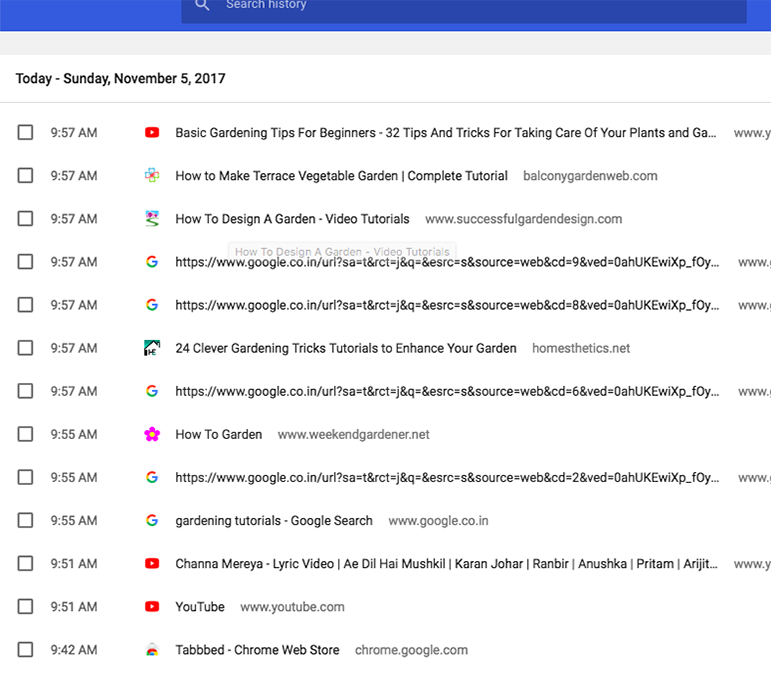 Search history
Today - Sunday, November 5, 2017
9:57 AM Basic Gardening Tips For Beginners - 32 Tips And Tricks For Taking Care Of Your Plants and Ga... www.y
9:57 AM How to Make Terrace Vegetable Garden | Complete Tutorial balconygardenweb.com
9:57 AM How To Design A Garden - Video Tutorials www.successfulgardendesign.com
How To Design A Garden - Video Tutorials
9:57 AM https://www.google.co.in/url?sa=t&rct=j&q=&esrc=s&source=web&cd=9&ved=0ahUKEwiXp_fOy... www.g
9:57 AM https://www.google.co.in/url?sa=t&rct=j&q=&esrc=s&source=web&cd=8&ved=0ahUKEwiXp_fOy... www.g
9:57 AM HE 24 Clever Gardening Tricks Tutorials to Enhance Your Garden homesthetics.net
9:57 AM https://www.google.co.in/url?sa=t&rct=j&q=&esrc=s&source=web&cd=6&ved=0ahUKEwiXp_fOy... www.g
9:55 AM How To Garden www.weekendgardener.net
9:55 AM https://www.google.co.in/url?sa=t&rct=j&q=&esrc=s&source=web&cd=2&ved=0ahUKEwiXp_fOy... www.g
9:55 AM gardening tutorials - Google Search www.google.co.in
9:51 AM Channa Mereya - Lyric Video | Ae Dil Hai Mushkil | Karan Johar | Ranbir | Anushka | Pritam | Arijit... www.y
9:51 AM YouTube www.youtube.com
9:42 AM Tabbbed - Chrome Web Store chrome.google.com